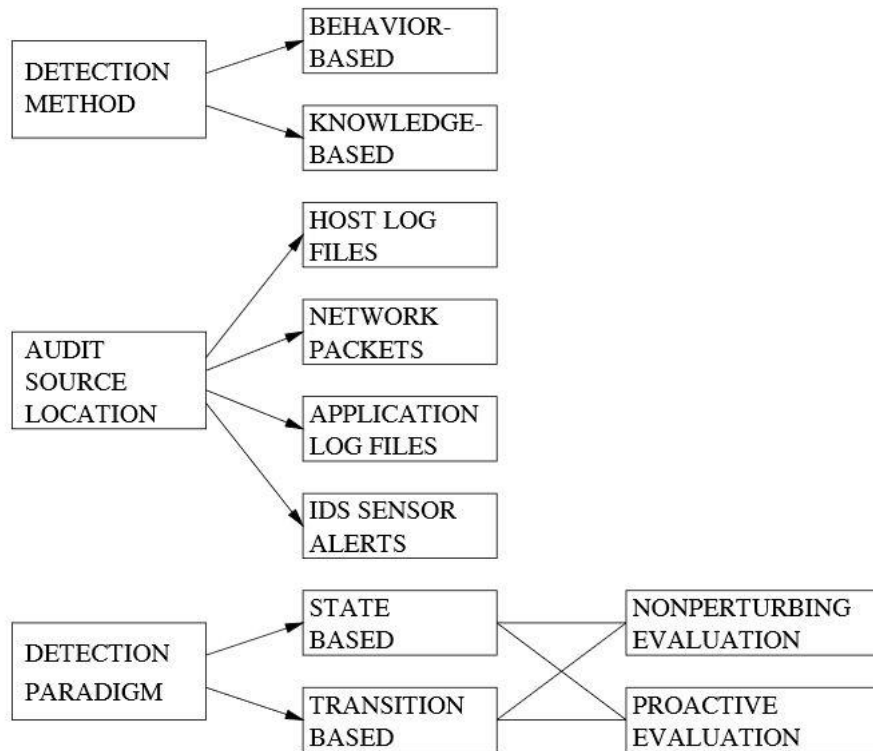 DETECTION
METHOD
BEHAVIOR-
BASED
KNOWLEDGE-
BASED
AUDIT
SOURCE
LOCATION
HOST LOG
FILES
NETWORK
PACKETS
APPLICATION
LOG FILES
IDS SENSOR
ALERTS
DETECTION
PARADIGM
STATE
BASED
TRANSITION
BASED
NONPERTURBING
EVALUATION
PROACTIVE
EVALUATION